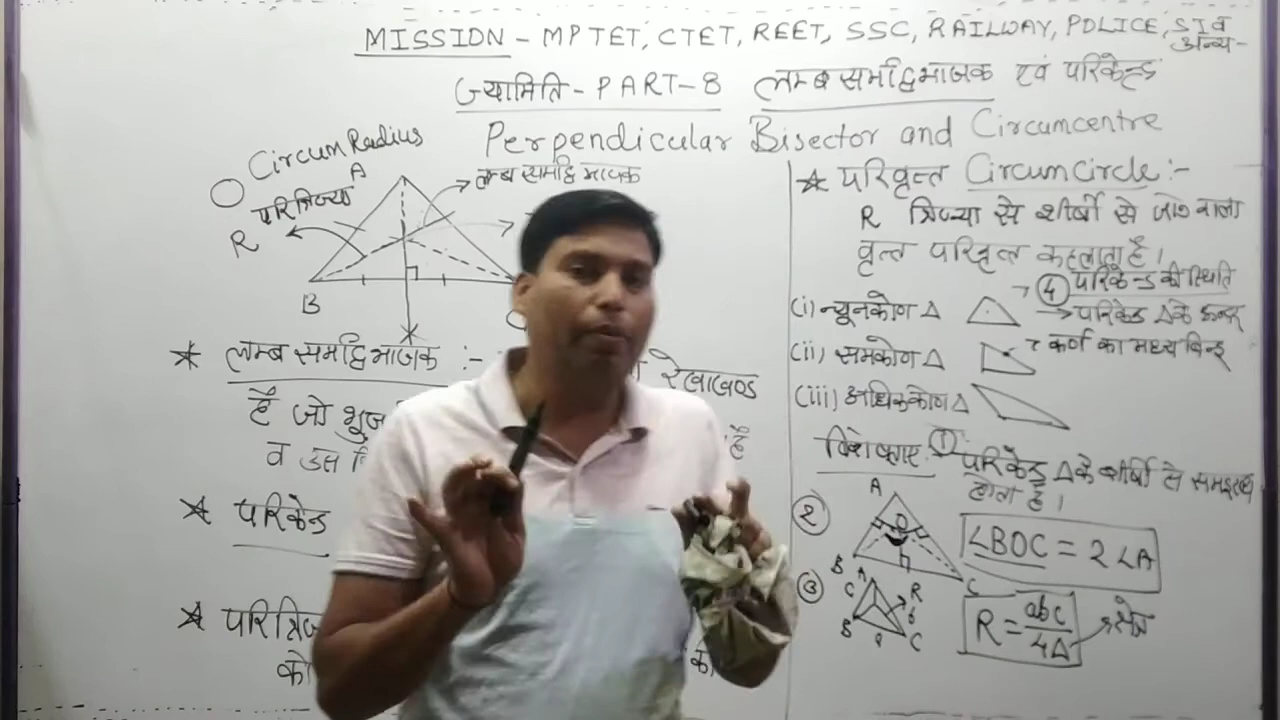 MISSION - MPTET, CTET, REET, SSC, RAILWAY, POLICE, SI व
अन्य-
ज्यामिति - PART-8 लम्ब समद्विभाजक एवं परिकेन्द्र
Perpendicular Bisector and Circumcentre
Circum Radius
परित्रिज्या
R
A
लम्ब समद्विभाजक
B
C
* लम्ब समद्विभाजक :-
रेखाखण्ड
है जो
व उस
है
* परिकेन्द्र
* परित्रिज
को
का
* परिवृत्त CircumCircle :-
R त्रिज्या से शीर्षो से जाने वाला
वृत्त परिवृत्त कहलाता है।
④ परिकेन्द्र की स्थिति
(i) न्यूनकोण Δ → परिकेन्द्र Δ के अन्दर
(ii) समकोण Δ कर्ण का मध्य बिन्दु
(iii) अधिककोण Δ
① परिकेन्द्र Δ के शीर्षो से समदूरस्थ
होता है।
② A
O
B
C
∠BOC = 2∠A
③ A
C
B
C
R = abc/4Δ